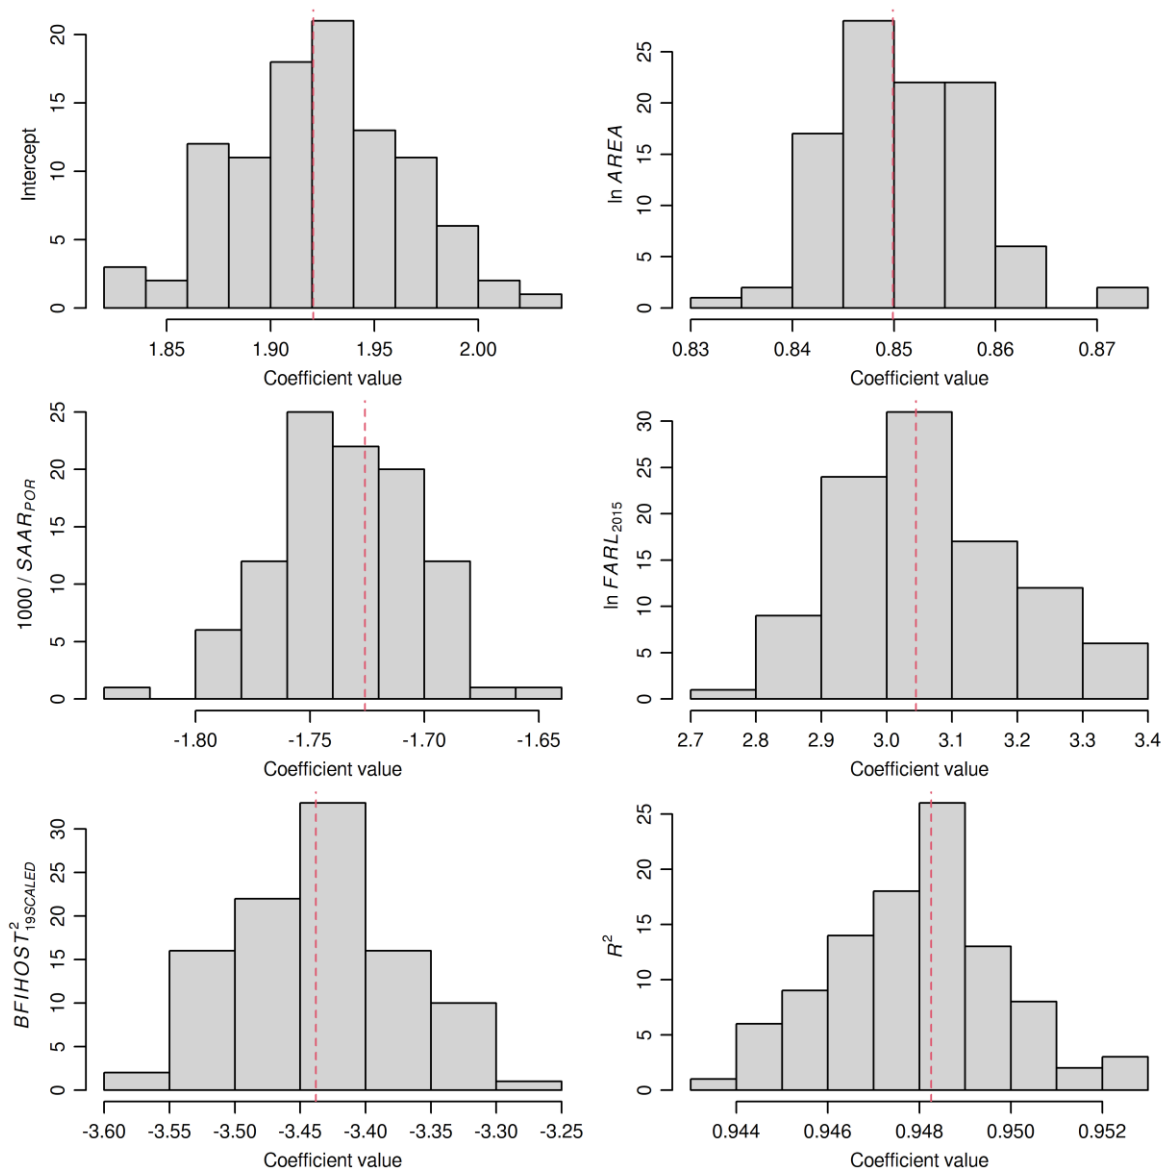 Intercept
20
15
10
5
0
1.85 1.90 1.95 2.00
Coefficient value
ln AREA
25
20
15
10
5
0
0.83 0.84 0.85 0.86 0.87
Coefficient value
1000 / SAAR_POR
25
20
15
10
5
0
-1.80 -1.75 -1.70 -1.65
Coefficient value
ln FARL_2015
30
25
20
15
10
5
0
2.7 2.8 2.9 3.0 3.1 3.2 3.3 3.4
Coefficient value
BFIHOST²_19SCALED
30
25
20
15
10
5
0
-3.60 -3.55 -3.50 -3.45 -3.40 -3.35 -3.30 -3.25
Coefficient value
R²
25
20
15
10
5
0
0.944 0.946 0.948 0.950 0.952
Coefficient value